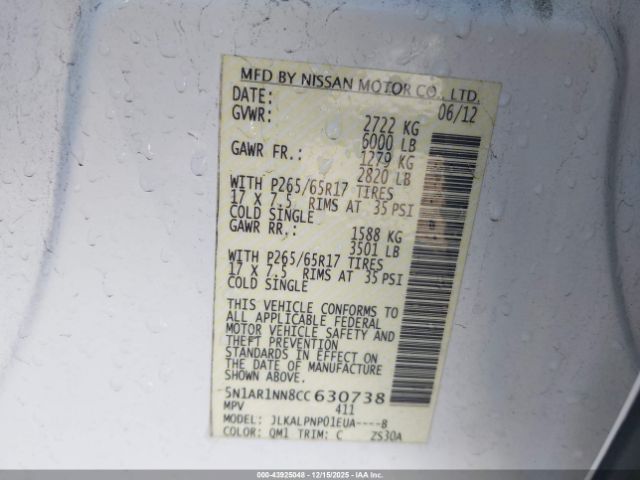 MFD BY NISSAN MOTOR CO., LTD.
DATE: 06/12
GVWR: 2722 KG
6000 LB
GAWR FR.: 1279 KG
2820 LB
WITH P265/65R17 TIRES
17 X 7.5 RIMS AT 35 PSI
COLD SINGLE
GAWR RR.: 1588 KG
3501 LB
WITH P265/65R17 TIRES
17 X 7.5 RIMS AT 35 PSI
COLD SINGLE
THIS VEHICLE CONFORMS TO
ALL APPLICABLE FEDERAL
MOTOR VEHICLE SAFETY AND
THEFT PREVENTION
STANDARDS IN EFFECT ON
THE DATE OF MANUFACTURE
SHOWN ABOVE.
5N1AR1NN8CC630738
MPV 411
MODEL: JLKALPNP01EUA----B
COLOR: QM1 TRIM: C ZS30A
000-43925048 - 12/15/2025 - IAAI.COM